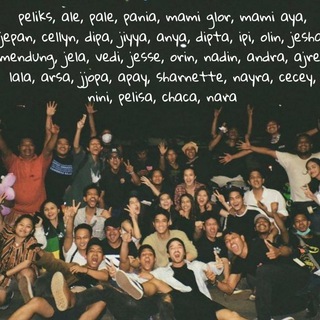 peliks, ale, pale, pania, mami glor, mami aya,
jepan, cellyn, dipa, jiyya, anya, dipta, ipi, olin, jesha
mendung, jela, vedi, jesse, orin, nadin, andra, ajre
lala, arsa, jjopa, apay, sharnette, nayra, cecey,
nini, pelisa, chaca, nara